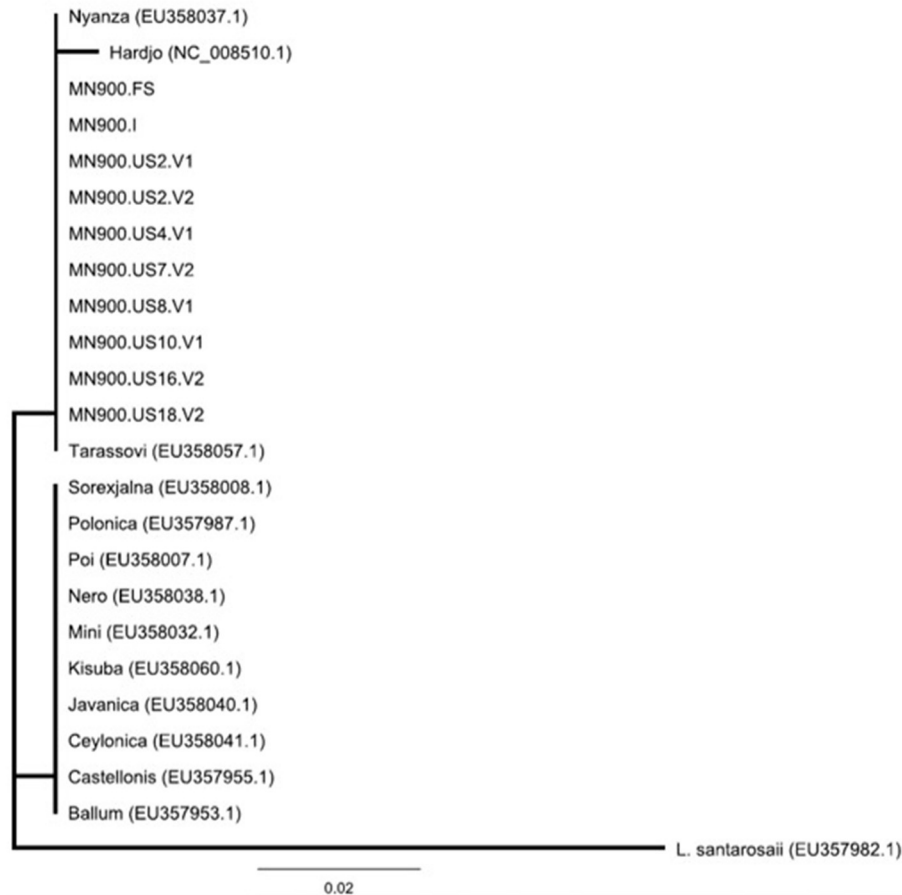 Nyanza (EU358037.1)
Hardjo (NC_008510.1)
MN900.FS
MN900.I
MN900.US2.V1
MN900.US2.V2
MN900.US4.V1
MN900.US7.V2
MN900.US8.V1
MN900.US10.V1
MN900.US16.V2
MN900.US18.V2
Tarassovi (EU358057.1)
Sorexjalna (EU358008.1)
Polonica (EU357987.1)
Poi (EU358007.1)
Nero (EU358038.1)
Mini (EU358032.1)
Kisuba (EU358060.1)
Javanica (EU358040.1)
Ceylonica (EU358041.1)
Castellonis (EU357955.1)
Ballum (EU357953.1)
L. santarosaii (EU357982.1)
0.02